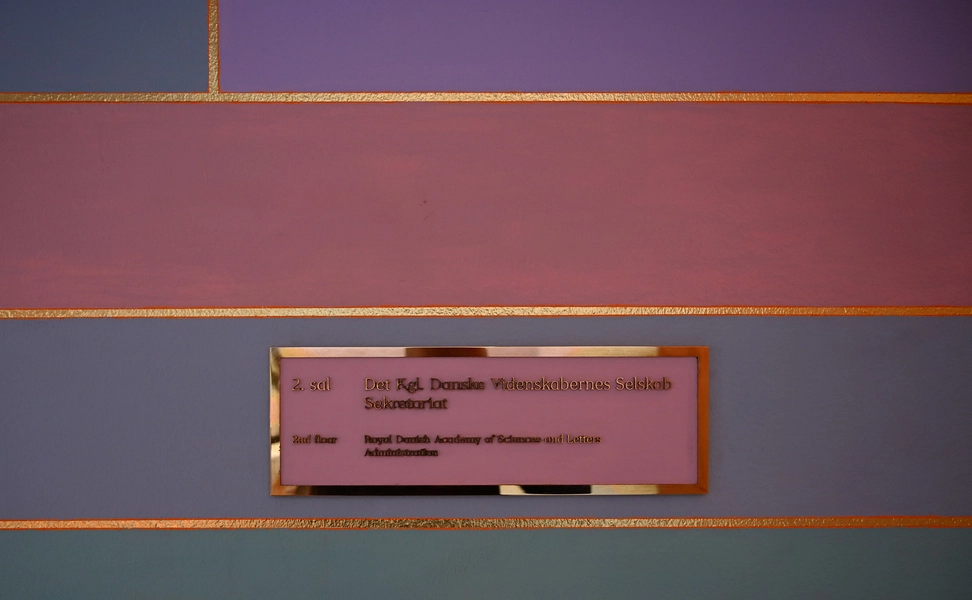 2. sal Det Kgl. Danske Videnskabernes Selskab
Sekretariat
2nd floor Royal Danish Academy of Sciences and Letters
Administration